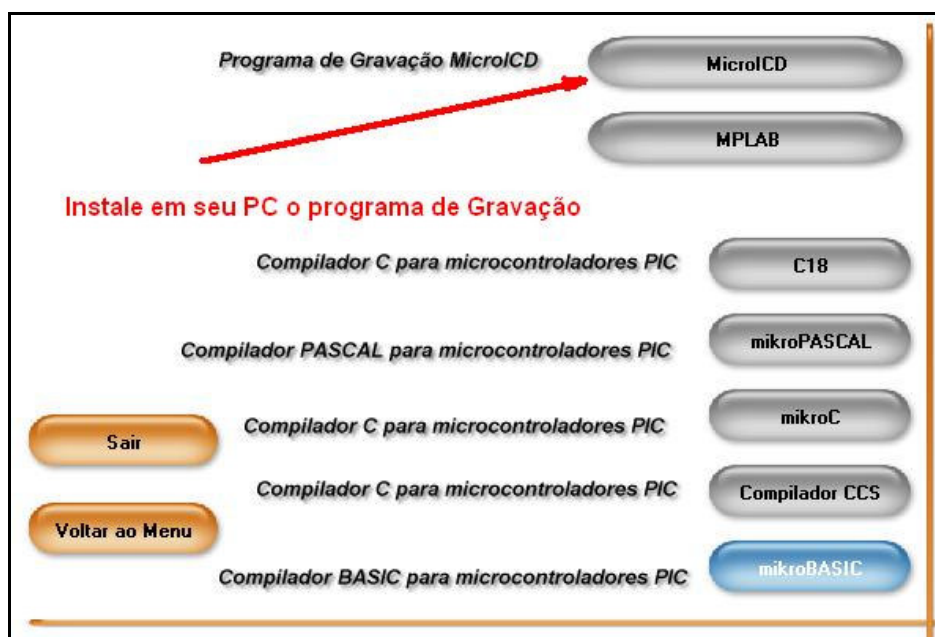 Programa de Gravação MicroICD
MicroICD
MPLAB
Instale em seu PC o programa de Gravação
Compilador C para microcontroladores PIC
C18
Compilador PASCAL para microcontroladores PIC
mikroPASCAL
Compilador C para microcontroladores PIC
mikroC
Sair
Compilador C para microcontroladores PIC
Compilador CCS
Voltar ao Menu
Compilador BASIC para microcontroladores PIC
mikroBASIC